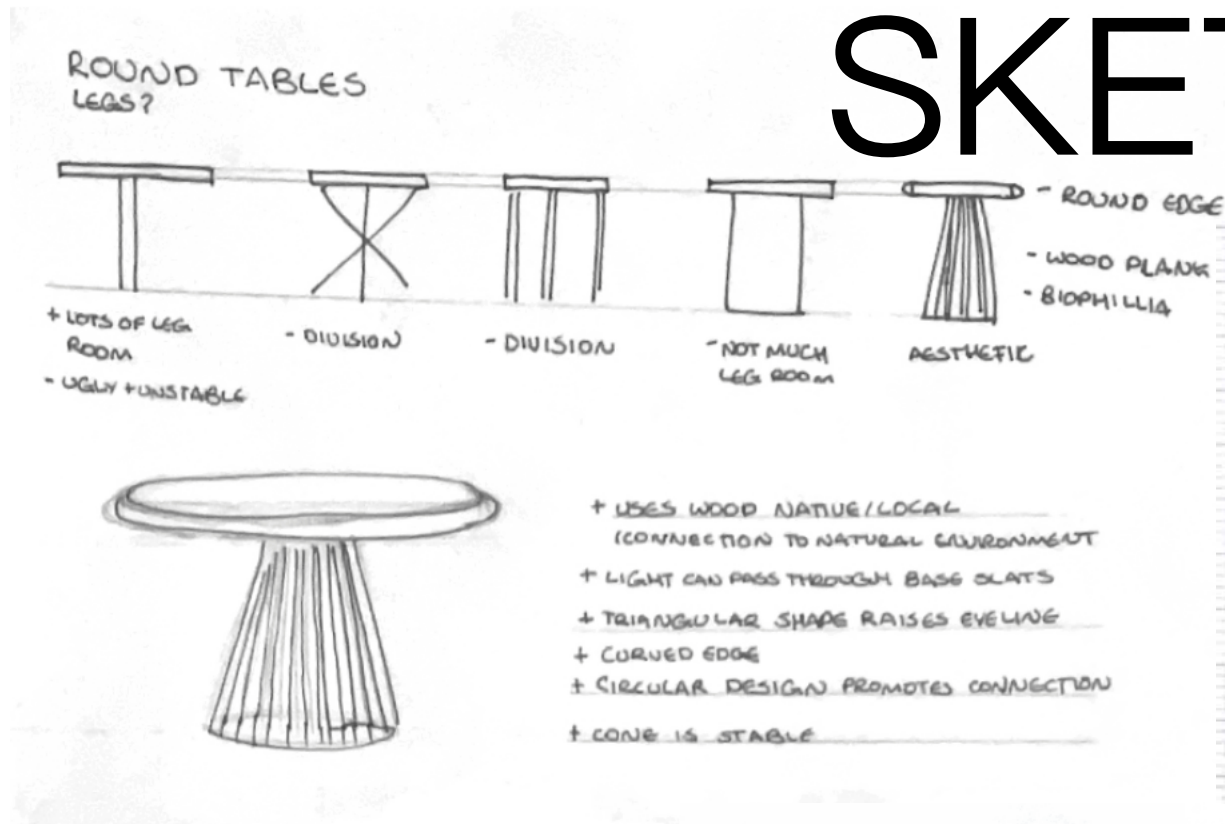 SKET
ROUND TABLES
LEGS?
- ROUND EDGE
- WOOD PLANK
- BIOPHILLIA
+ LOTS OF LEG
ROOM
- UGLY + UNSTABLE
- DIVISION
- DIVISION
- NOT MUCH
LEG ROOM
AESTHETIC
+ USES WOOD NATIVE/LOCAL
(CONNECTION TO NATURAL ENVIRONMENT
+ LIGHT CAN PASS THROUGH BASE SLATS
+ TRIANGULAR SHAPE RAISES EYELINE
+ CURVED EDGE
+ CIRCULAR DESIGN PROMOTES CONNECTION
+ CONE IS STABLE